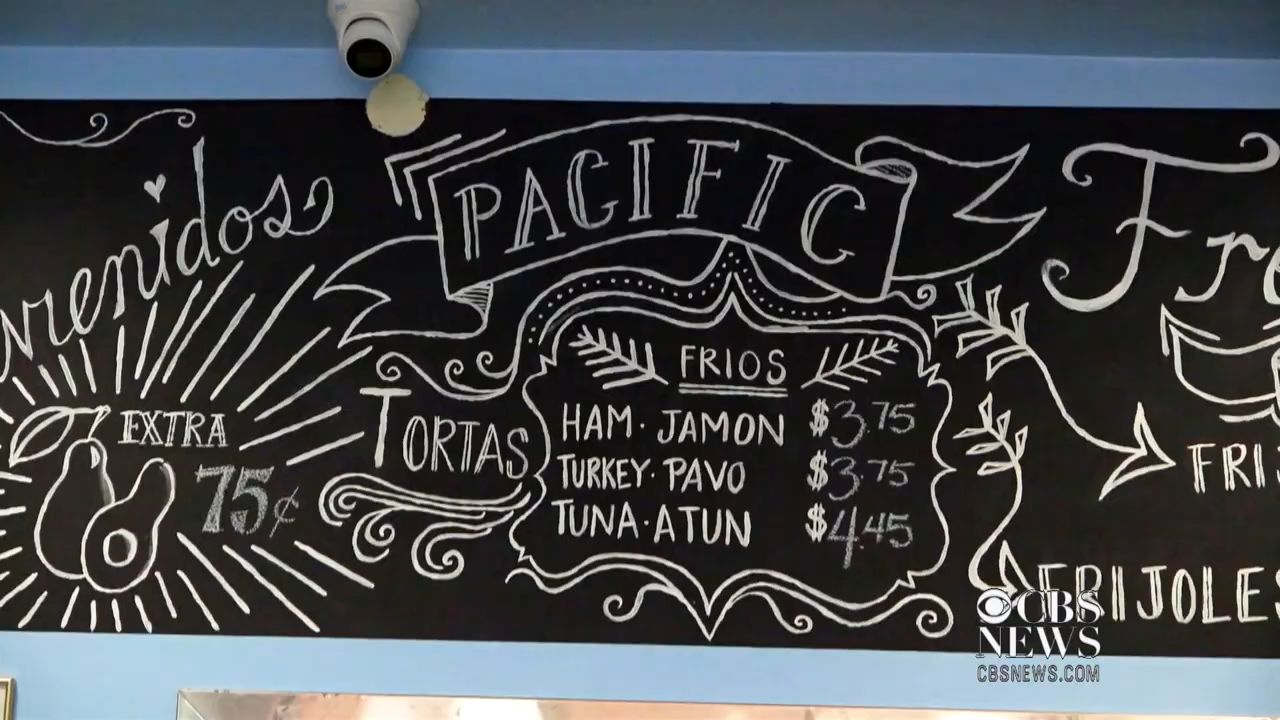 PACIFIC
EXTRA
75¢
TORTAS
FRIOS
HAM · JAMON $3.75
TURKEY · PAVO $3.75
TUNA · ATUN $4.45
CBS NEWS
CBSNEWS.COM